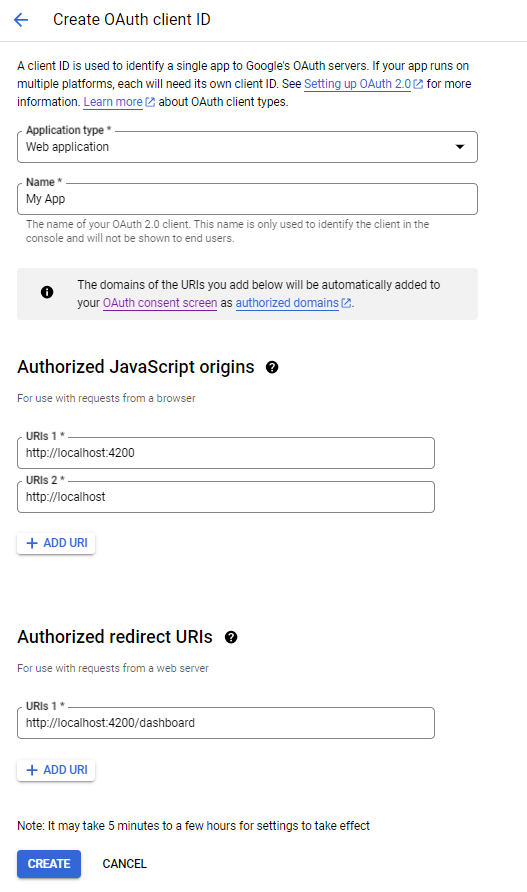 Create OAuth client ID
A client ID is used to identify a single app to Google's OAuth servers. If your app runs on
multiple platforms, each will need its own client ID. See Setting up OAuth 2.0 for more
information. Learn more about OAuth client types.
Application type *
Web application
Name *
My App
The name of your OAuth 2.0 client. This name is only used to identify the client in the
console and will not be shown to end users.
The domains of the URIs you add below will be automatically added to
your OAuth consent screen as authorized domains.
Authorized JavaScript origins
For use with requests from a browser
URIs 1 *
http://localhost:4200
URIs 2 *
http://localhost
+ ADD URI
Authorized redirect URIs
For use with requests from a web server
URIs 1 *
http://localhost:4200/dashboard
+ ADD URI
Note: It may take 5 minutes to a few hours for settings to take effect
CREATE CANCEL